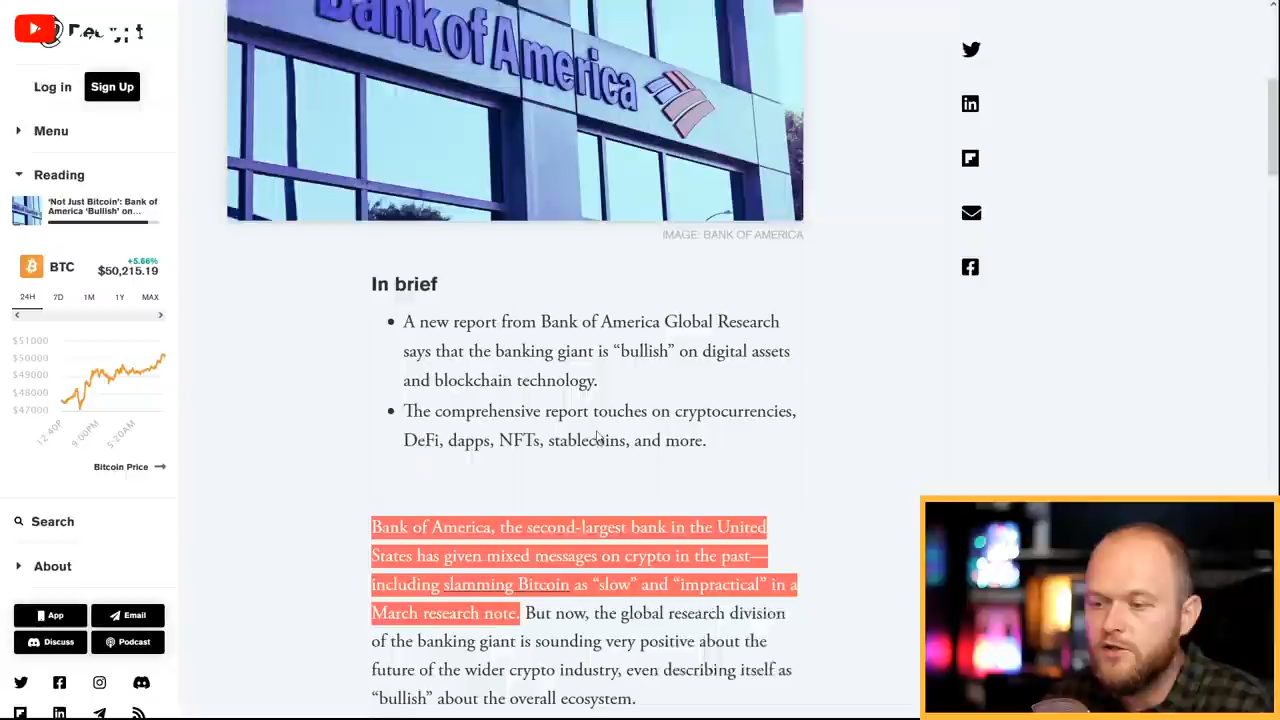 Bank of America
Log in
Sign Up
Menu
Reading
'Not Just Bitcoin': Bank of
America 'Bullish' on...
BTC
+5.66%
$50,215.19
24H 7D 1M 1Y MAX
$51000
$50000
$49000
$48000
$47000
12:40P
9:00PM
5:20AM
Bitcoin Price
Search
About
App
Email
Discuss
Podcast
IMAGE: BANK OF AMERICA
In brief
A new report from Bank of America Global Research
says that the banking giant is “bullish” on digital assets
and blockchain technology.
The comprehensive report touches on cryptocurrencies,
DeFi, dapps, NFTs, stablecoins, and more.
Bank of America, the second-largest bank in the United
States has given mixed messages on crypto in the past—
including slamming Bitcoin as “slow” and “impractical” in a
March research note. But now, the global research division
of the banking giant is sounding very positive about the
future of the wider crypto industry, even describing itself as
“bullish” about the overall ecosystem.